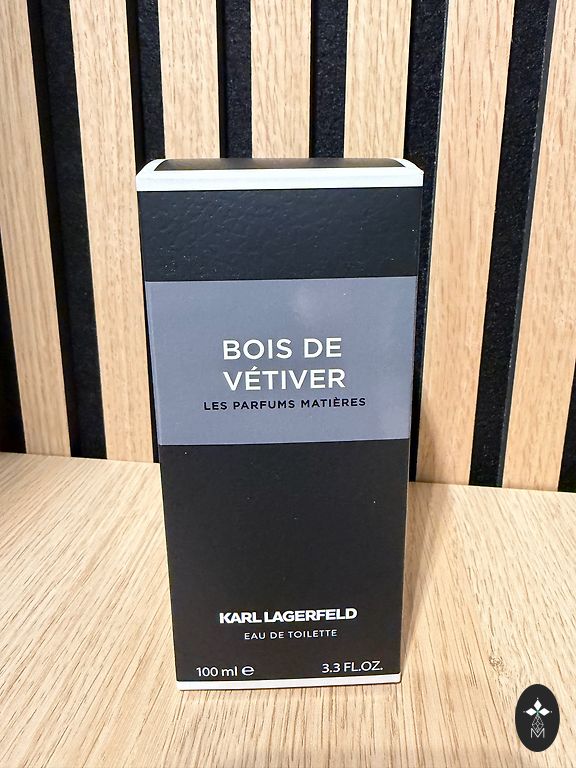 BOIS DE
VÉTIVER
LES PARFUMS MATIÈRES
KARL LAGERFELD
EAU DE TOILETTE
100 ml ℮ 3.3 FL.OZ.
M